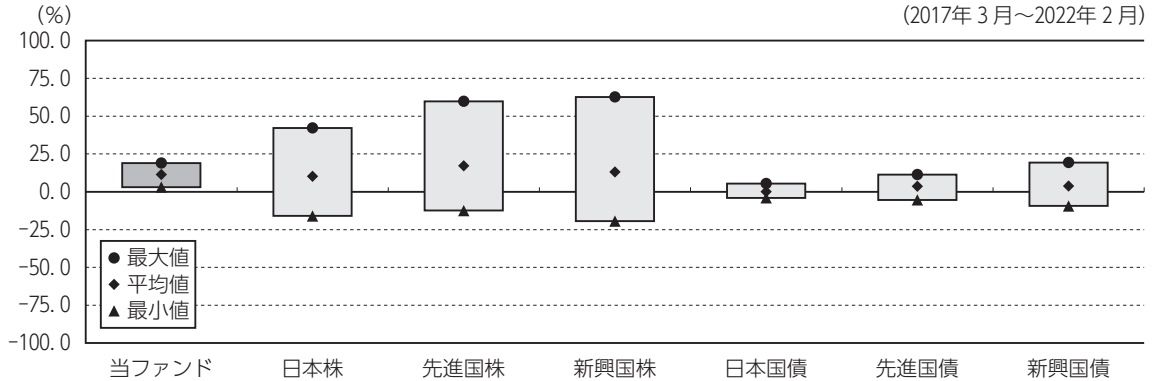 (%)
(2017年3月～2022年2月)
100.0
75.0
50.0
25.0
0.0
-25.0
-50.0
-75.0
-100.0
● 最大値
◆ 平均値
▲ 最小値
当ファンド 日本株 先進国株 新興国株 日本国債 先進国債 新興国債